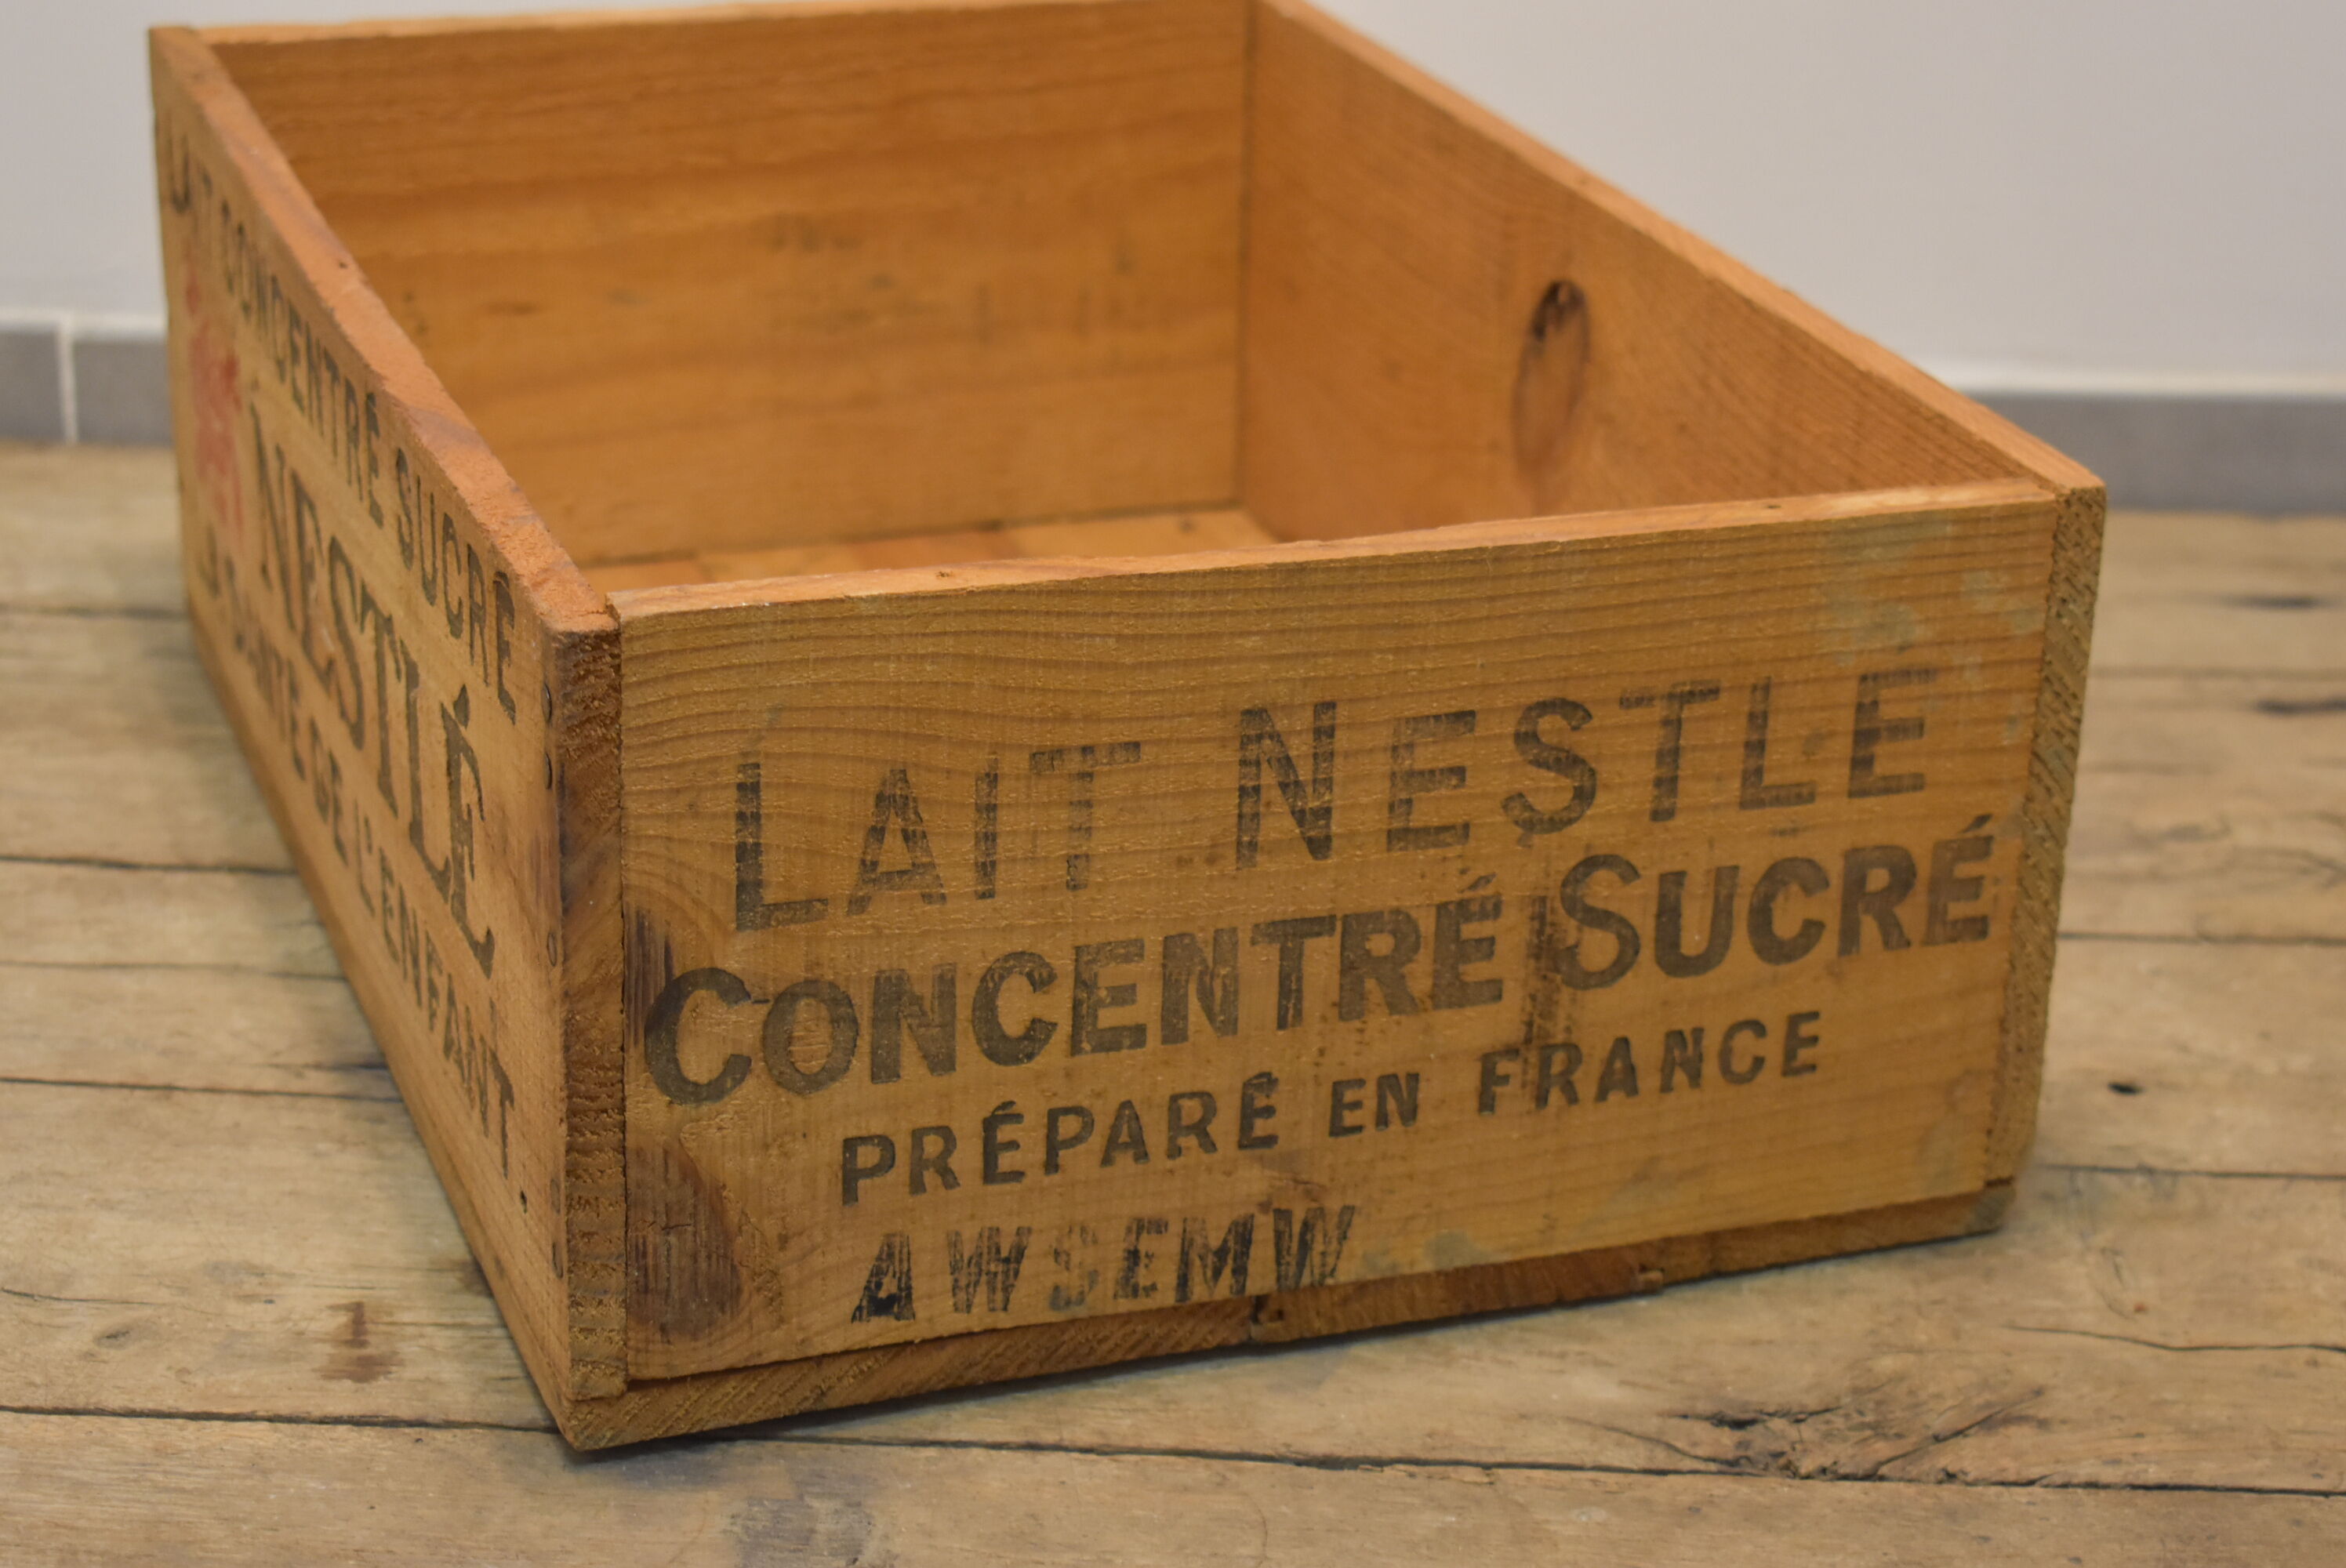 LAIT CONCENTRÉ SUCRÉ
NESTLÉ
SANTÉ DE L'ENFANT.
LAIT NESTLÉ
CONCENTRÉ SUCRÉ
PRÉPARÉ EN FRANCE
AWSEMW